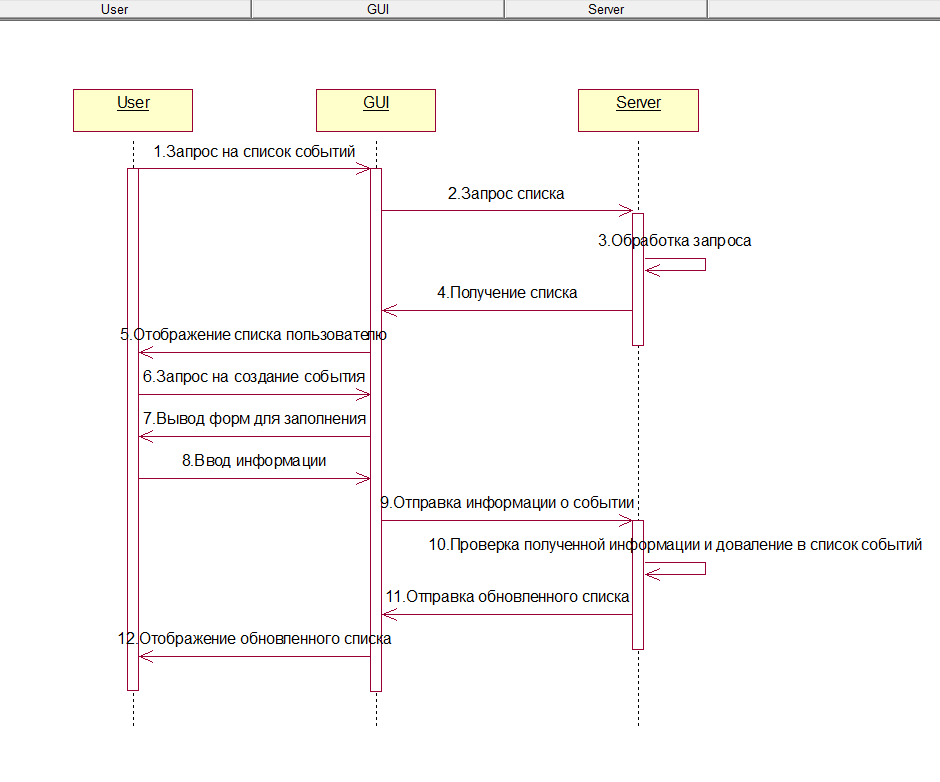 User GUI Server
User GUI Server
1.Запрос на список событий
2.Запрос списка
3.Обработка запроса
4.Получение списка
5.Отображение списка пользователю
6.Запрос на создание события
7.Вывод форм для заполнения
8.Ввод информации
9.Отправка информации о событии
10.Проверка полученной информации и доваление в список событий
11.Отправка обновленного списка
12.Отображение обновленного списка